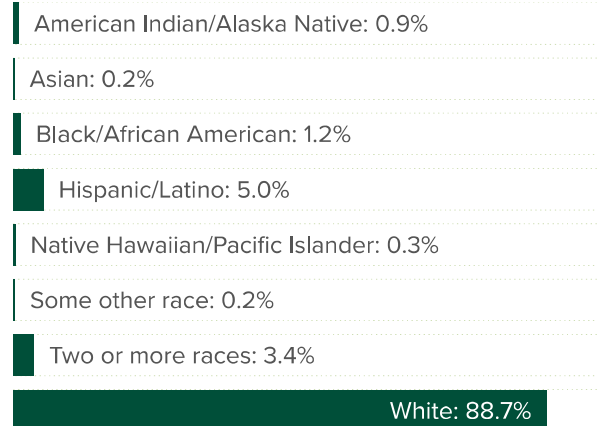 American Indian/Alaska Native: 0.9%
Asian: 0.2%
Black/African American: 1.2%
Hispanic/Latino: 5.0%
Native Hawaiian/Pacific Islander: 0.3%
Some other race: 0.2%
Two or more races: 3.4%
White: 88.7%